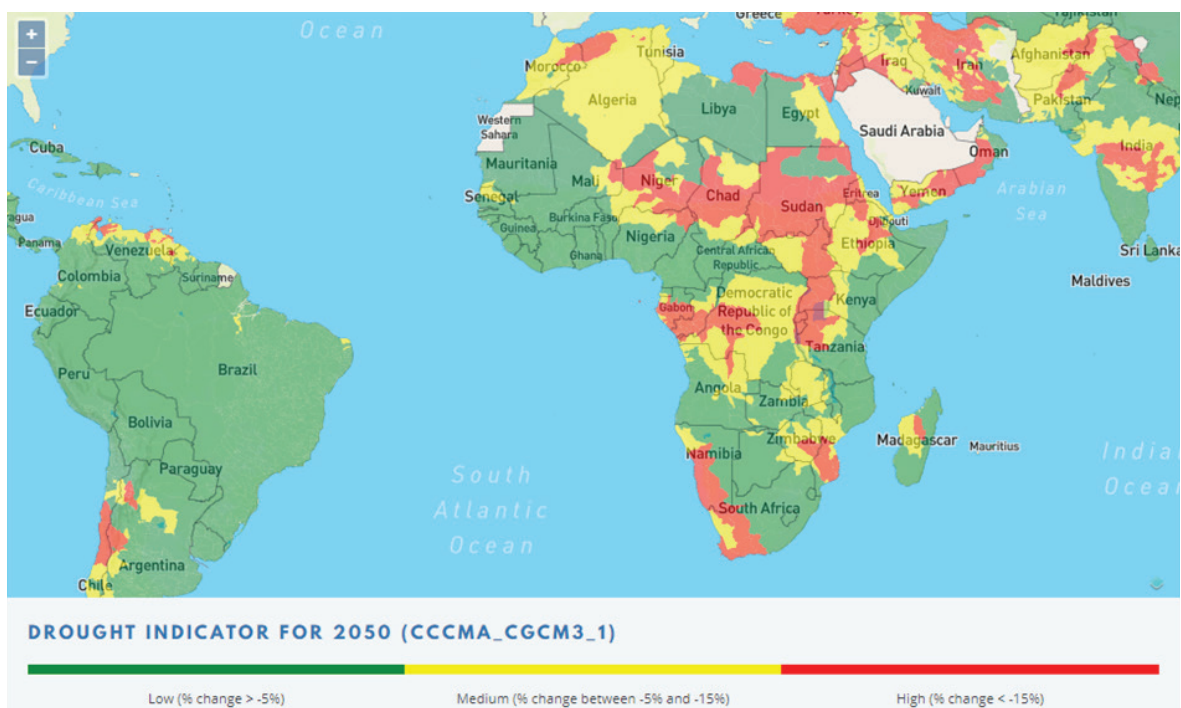 +
−
Ocean
Greece
Turkey
Tajikistan
Tunisia
Morocco
Iraq
Iran
Afghanistan
Algeria
Libya
Egypt
Kuwait
Pakistan
Nep
Western
Sahara
Saudi Arabia
Cuba
Mauritania
Oman
India
Caribbean Sea
Mali
Niger
Chad
Sudan
Eritrea
Yemen
Arabian
Sea
Senegal
agua
Burkina Faso
Djibouti
Panama
Venezuela
Guinea
Nigeria
Ethiopia
Ghana
Central African
Republic
Sri Lanka
Colombia
Suriname
Maldives
Ecuador
Gabon
Democratic
Republic of
the Congo
Kenya
Tanzania
Peru
Brazil
Angola
Zambia
Bolivia
Zimbabwe
Madagascar
Mauritius
Namibia
Paraguay
South
Atlantic
Ocean
India
Ocea
South Africa
Argentina
Chile
DROUGHT INDICATOR FOR 2050 (CCCMA_CGCM3_1)
Low (% change > -5%)
Medium (% change between -5% and -15%)
High (% change < -15%)